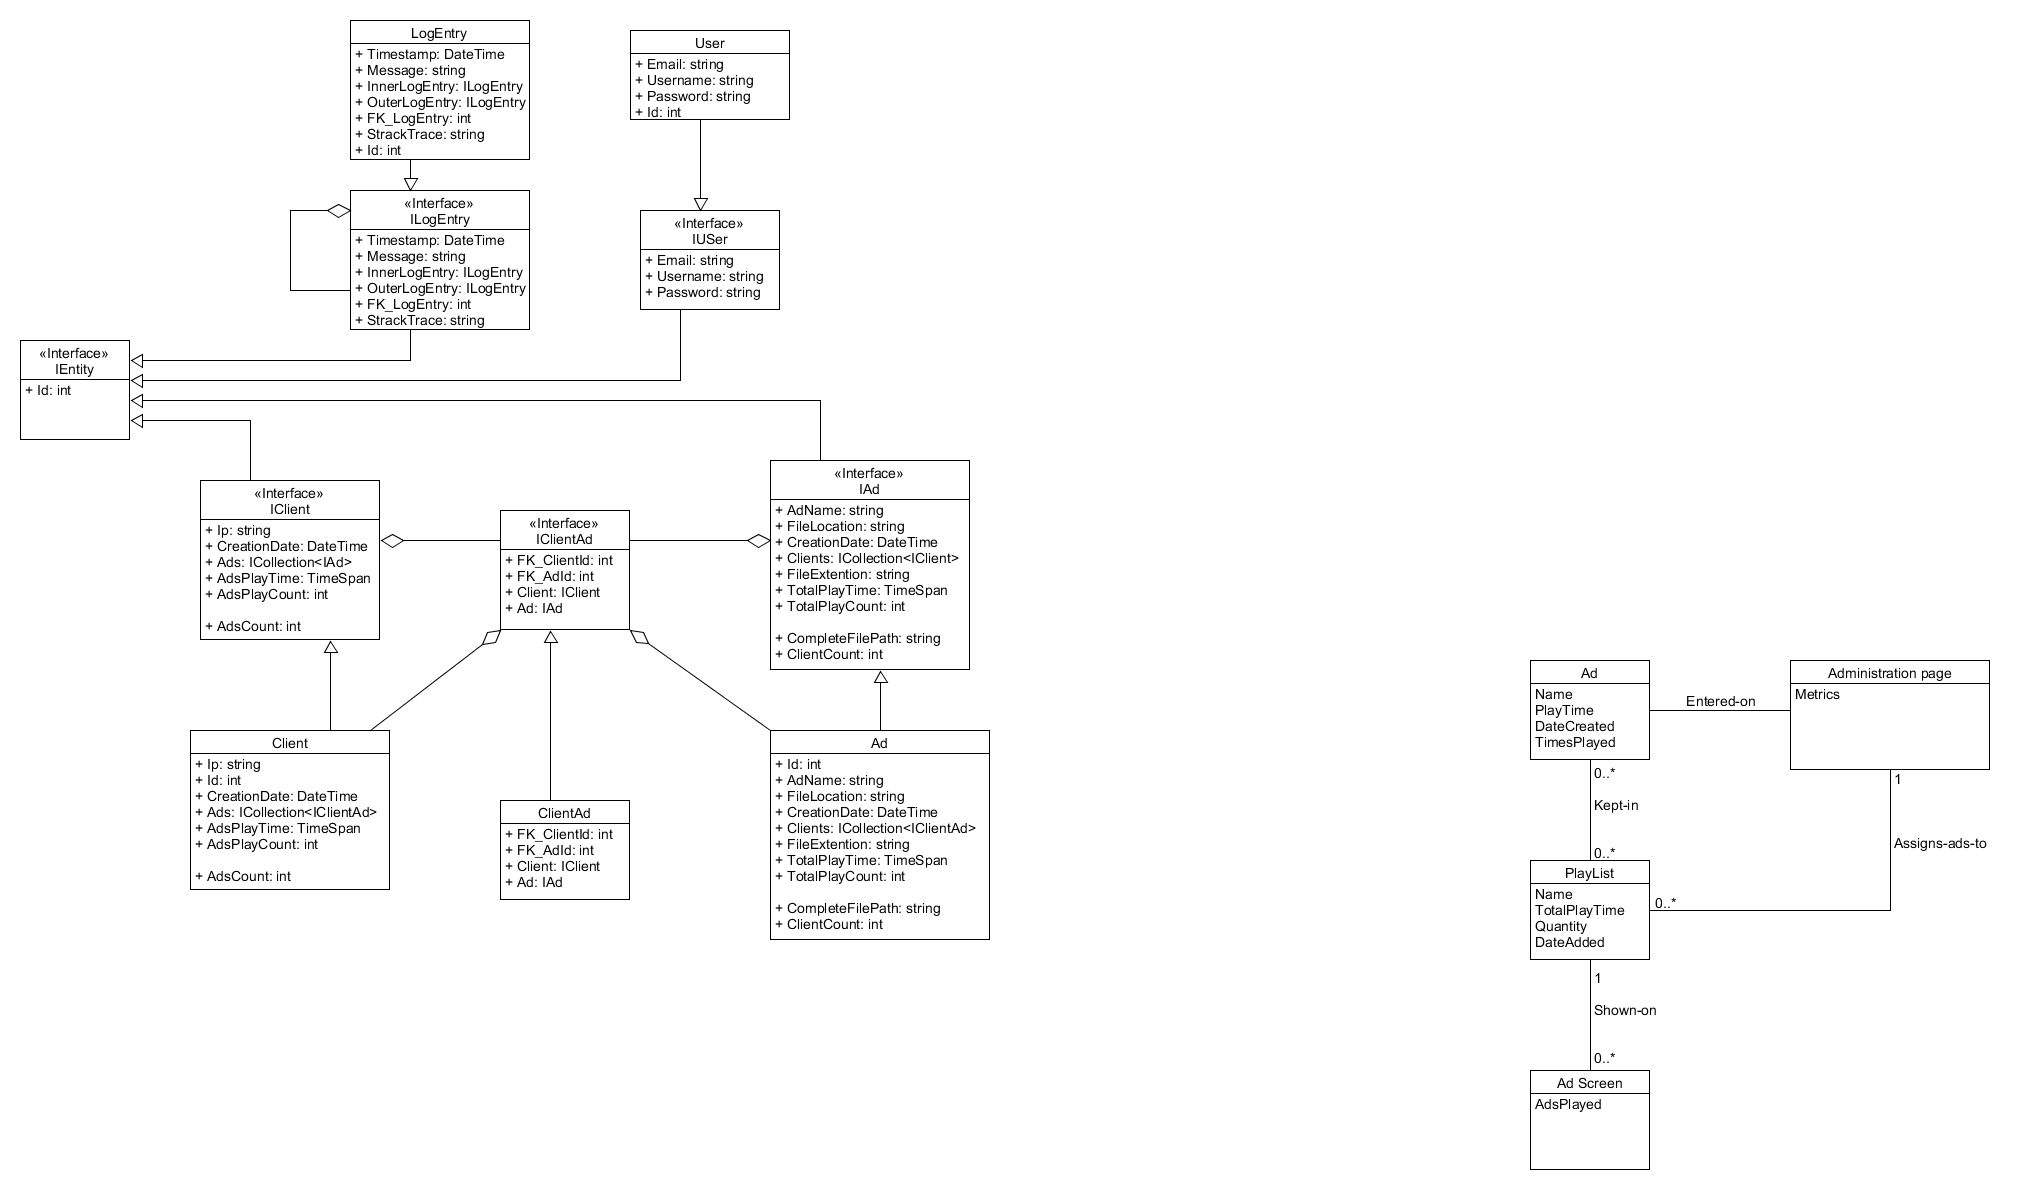 LogEntry
+ Timestamp: DateTime
+ Message: string
+ InnerLogEntry: ILogEntry
+ OuterLogEntry: ILogEntry
+ FK_LogEntry: int
+ StrackTrace: string
+ Id: int
User
+ Email: string
+ Username: string
+ Password: string
+ Id: int
«Interface»
ILogEntry
+ Timestamp: DateTime
+ Message: string
+ InnerLogEntry: ILogEntry
+ OuterLogEntry: ILogEntry
+ FK_LogEntry: int
+ StrackTrace: string
«Interface»
IUSer
+ Email: string
+ Username: string
+ Password: string
«Interface»
IEntity
+ Id: int
«Interface»
IClient
+ Ip: string
+ CreationDate: DateTime
+ Ads: ICollection<IAd>
+ AdsPlayTime: TimeSpan
+ AdsPlayCount: int
+ AdsCount: int
«Interface»
IClientAd
+ FK_ClientId: int
+ FK_AdId: int
+ Client: IClient
+ Ad: IAd
«Interface»
IAd
+ AdName: string
+ FileLocation: string
+ CreationDate: DateTime
+ Clients: ICollection<IClient>
+ FileExtention: string
+ TotalPlayTime: TimeSpan
+ TotalPlayCount: int
+ CompleteFilePath: string
+ ClientCount: int
Client
+ Ip: string
+ Id: int
+ CreationDate: DateTime
+ Ads: ICollection<IClientAd>
+ AdsPlayTime: TimeSpan
+ AdsPlayCount: int
+ AdsCount: int
ClientAd
+ FK_ClientId: int
+ FK_AdId: int
+ Client: IClient
+ Ad: IAd
Ad
+ Id: int
+ AdName: string
+ FileLocation: string
+ CreationDate: DateTime
+ Clients: ICollection<IClientAd>
+ FileExtention: string
+ TotalPlayTime: TimeSpan
+ TotalPlayCount: int
+ CompleteFilePath: string
+ ClientCount: int
Ad
Name
PlayTime
DateCreated
TimesPlayed
Entered-on
Administration page
Metrics
0..*
Kept-in
0..*
1
Assigns-ads-to
0..*
PlayList
Name
TotalPlayTime
Quantity
DateAdded
1
Shown-on
0..*
Ad Screen
AdsPlayed